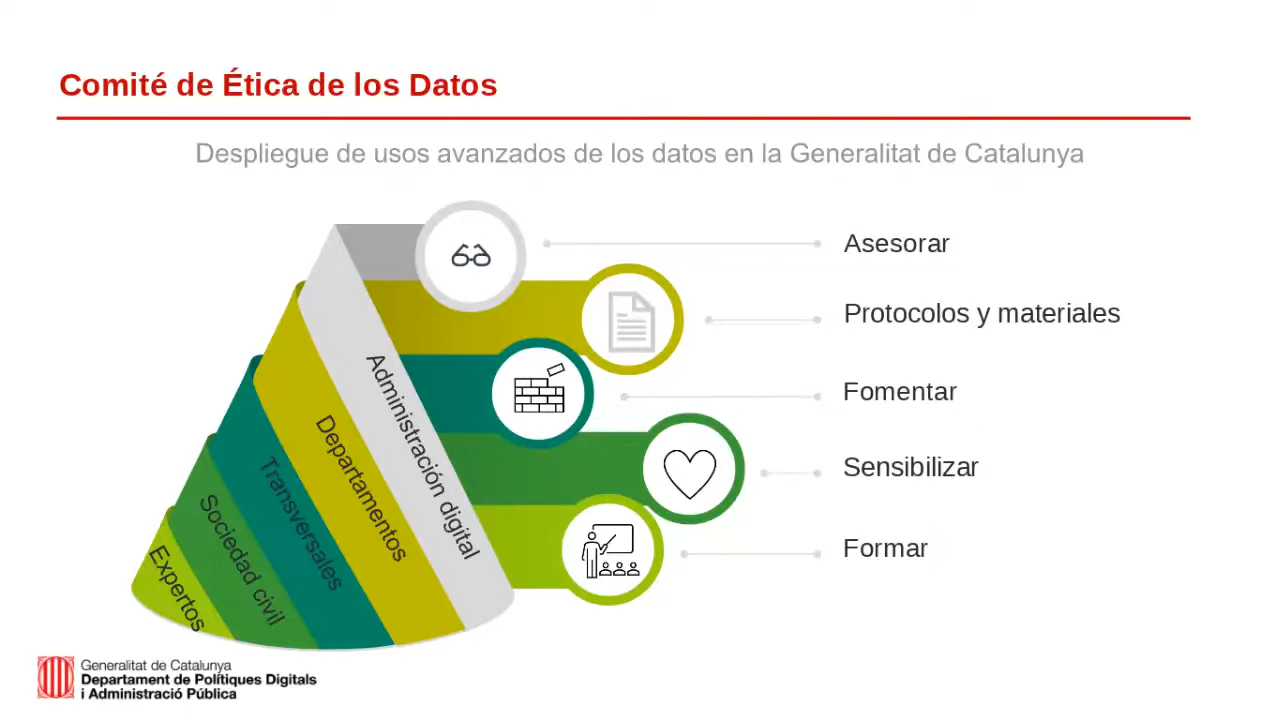 Comité de Ética de los Datos
Despliegue de usos avanzados de los datos en la Generalitat de Catalunya
Asesorar
Protocolos y materiales
Fomentar
Sensibilizar
Formar
Administración digital
Departamentos
Transversales
Sociedad civil
Expertos
Generalitat de Catalunya
Departament de Polítiques Digitals
i Administració Pública